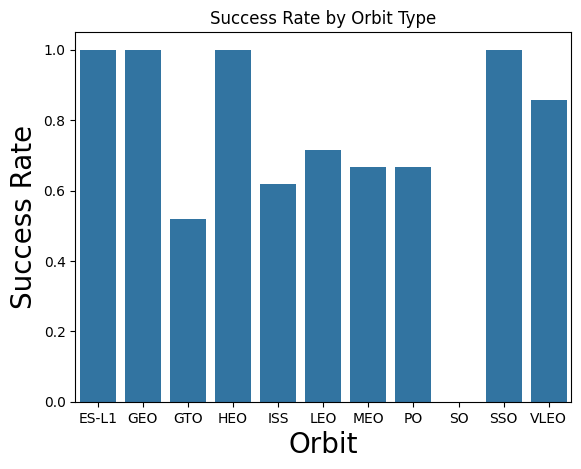 Success Rate by Orbit Type
Success Rate
1.0
0.8
0.6
0.4
0.2
0.0
ES-L1 GEO GTO HEO ISS LEO MEO PO SO SSO VLEO
Orbit